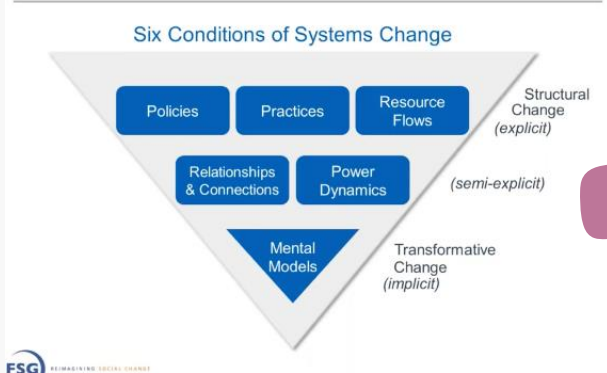 Six Conditions of Systems Change
Policies
Practices
Resource
Flows
Structural
Change
(explicit)
Relationships
& Connections
Power
Dynamics
(semi-explicit)
Mental
Models
Transformative
Change
(implicit)
FSG
REIMAGINING SOCIAL CHANGE